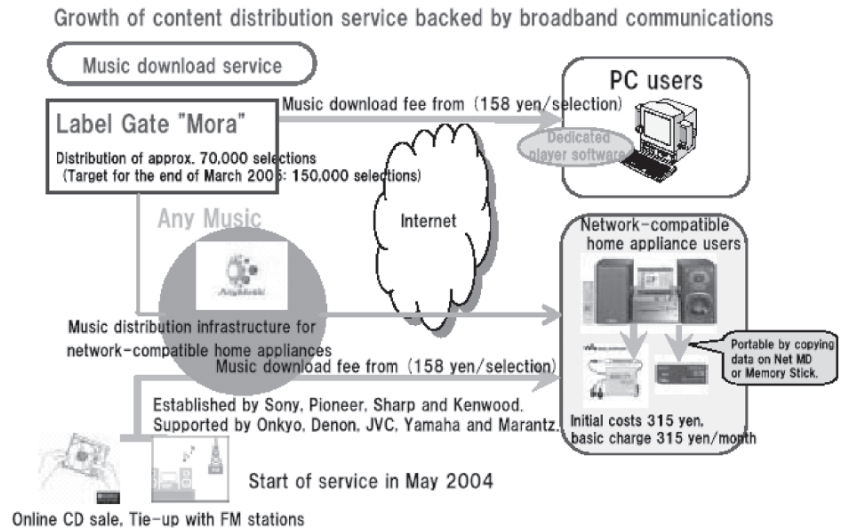 Growth of content distribution service backed by broadband communications
Music download service
PC users
Music download fee from (158 yen/selection)
Label Gate "Mora"
Dedicated
player software
Distribution of approx. 70,000 selections
(Target for the end of March 2005: 150,000 selections)
Any Music
Internet
Network-compatible
home appliance users
AnyMusic
Music distribution infrastructure for
network-compatible home appliances
Portable by copying
data on Net MD
or Memory Stick.
Music download fee from (158 yen/selection)
Established by Sony, Pioneer, Sharp and Kenwood.
Supported by Onkyo, Denon, JVC, Yamaha and Marantz.
Initial costs 315 yen,
basic charge 315 yen/month
Start of service in May 2004
Online CD sale, Tie-up with FM stations